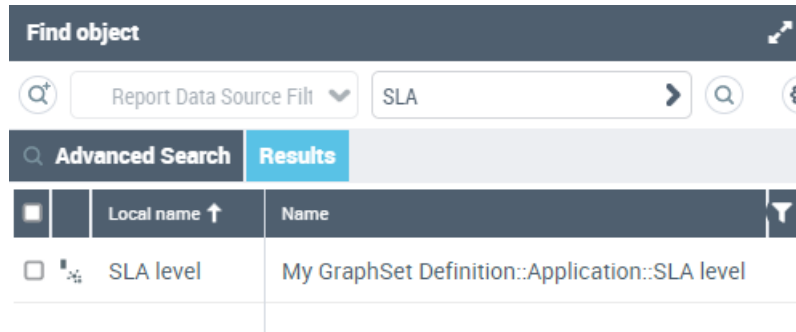 Find object
Report Data Source Filt
SLA
Advanced Search Results
Local name Name
SLA level My GraphSet Definition::Application::SLA level